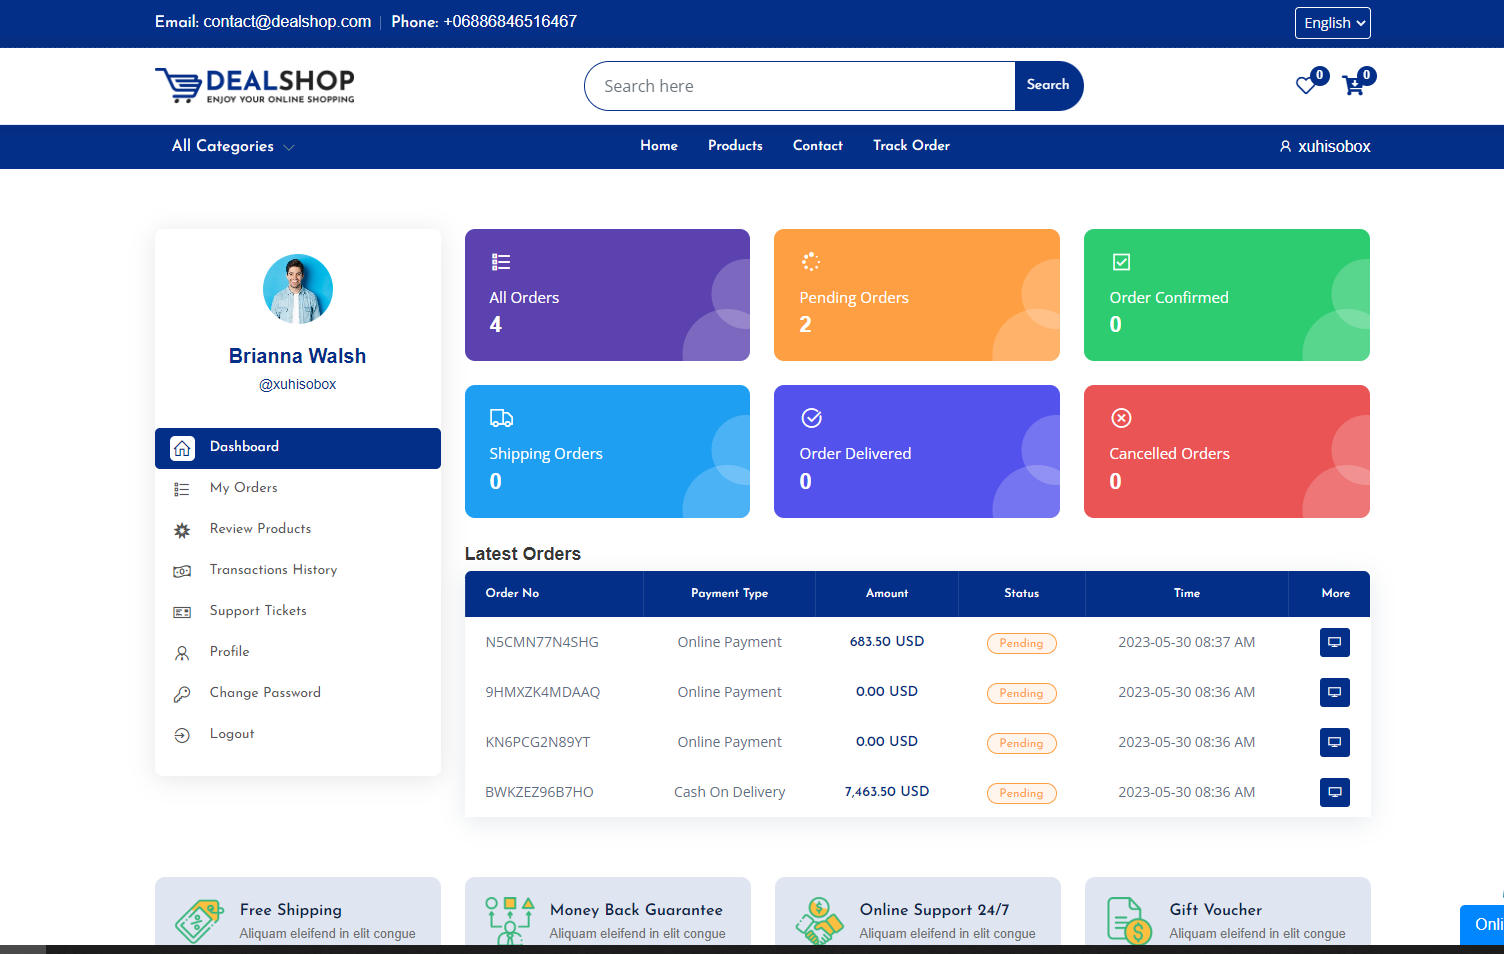 Email: contact@dealshop.com | Phone: +06886846516467
English
DEALSHOP
ENJOY YOUR ONLINE SHOPPING
Search here
Search
0
0
All Categories
Home
Products
Contact
Track Order
xuhisobox
Brianna Walsh
@xuhisobox
Dashboard
My Orders
Review Products
Transactions History
Support Tickets
Profile
Change Password
Logout
All Orders
4
Pending Orders
2
Order Confirmed
0
Shipping Orders
0
Order Delivered
0
Cancelled Orders
0
Latest Orders
Order No Payment Type Amount Status Time More
N5CMN77N4SHG Online Payment 683.50 USD Pending 2023-05-30 08:37 AM
9HMXZK4MDAAQ Online Payment 0.00 USD Pending 2023-05-30 08:36 AM
KN6PCG2N89YT Online Payment 0.00 USD Pending 2023-05-30 08:36 AM
BWKZEZ96B7HO Cash On Delivery 7,463.50 USD Pending 2023-05-30 08:36 AM
Free Shipping
Aliquam eleifend in elit congue
Money Back Guarantee
Aliquam eleifend in elit congue
Online Support 24/7
Aliquam eleifend in elit congue
Gift Voucher
Aliquam eleifend in elit congue
Onli